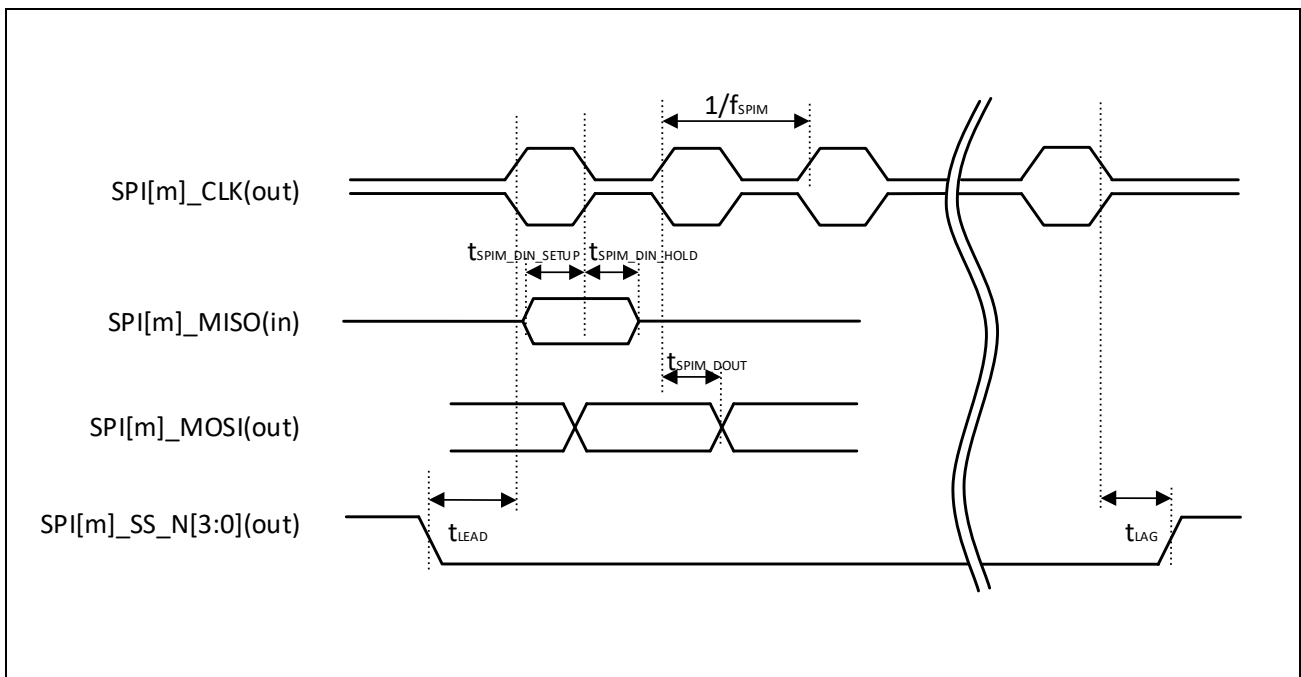 1/fSPIM
SPI[m]_CLK(out)
tSPIM_DIN_SETUP tSPIM_DIN_HOLD
SPI[m]_MISO(in)
tSPIM_DOUT
SPI[m]_MOSI(out)
SPI[m]_SS_N[3:0](out)
tLEAD
tLAG